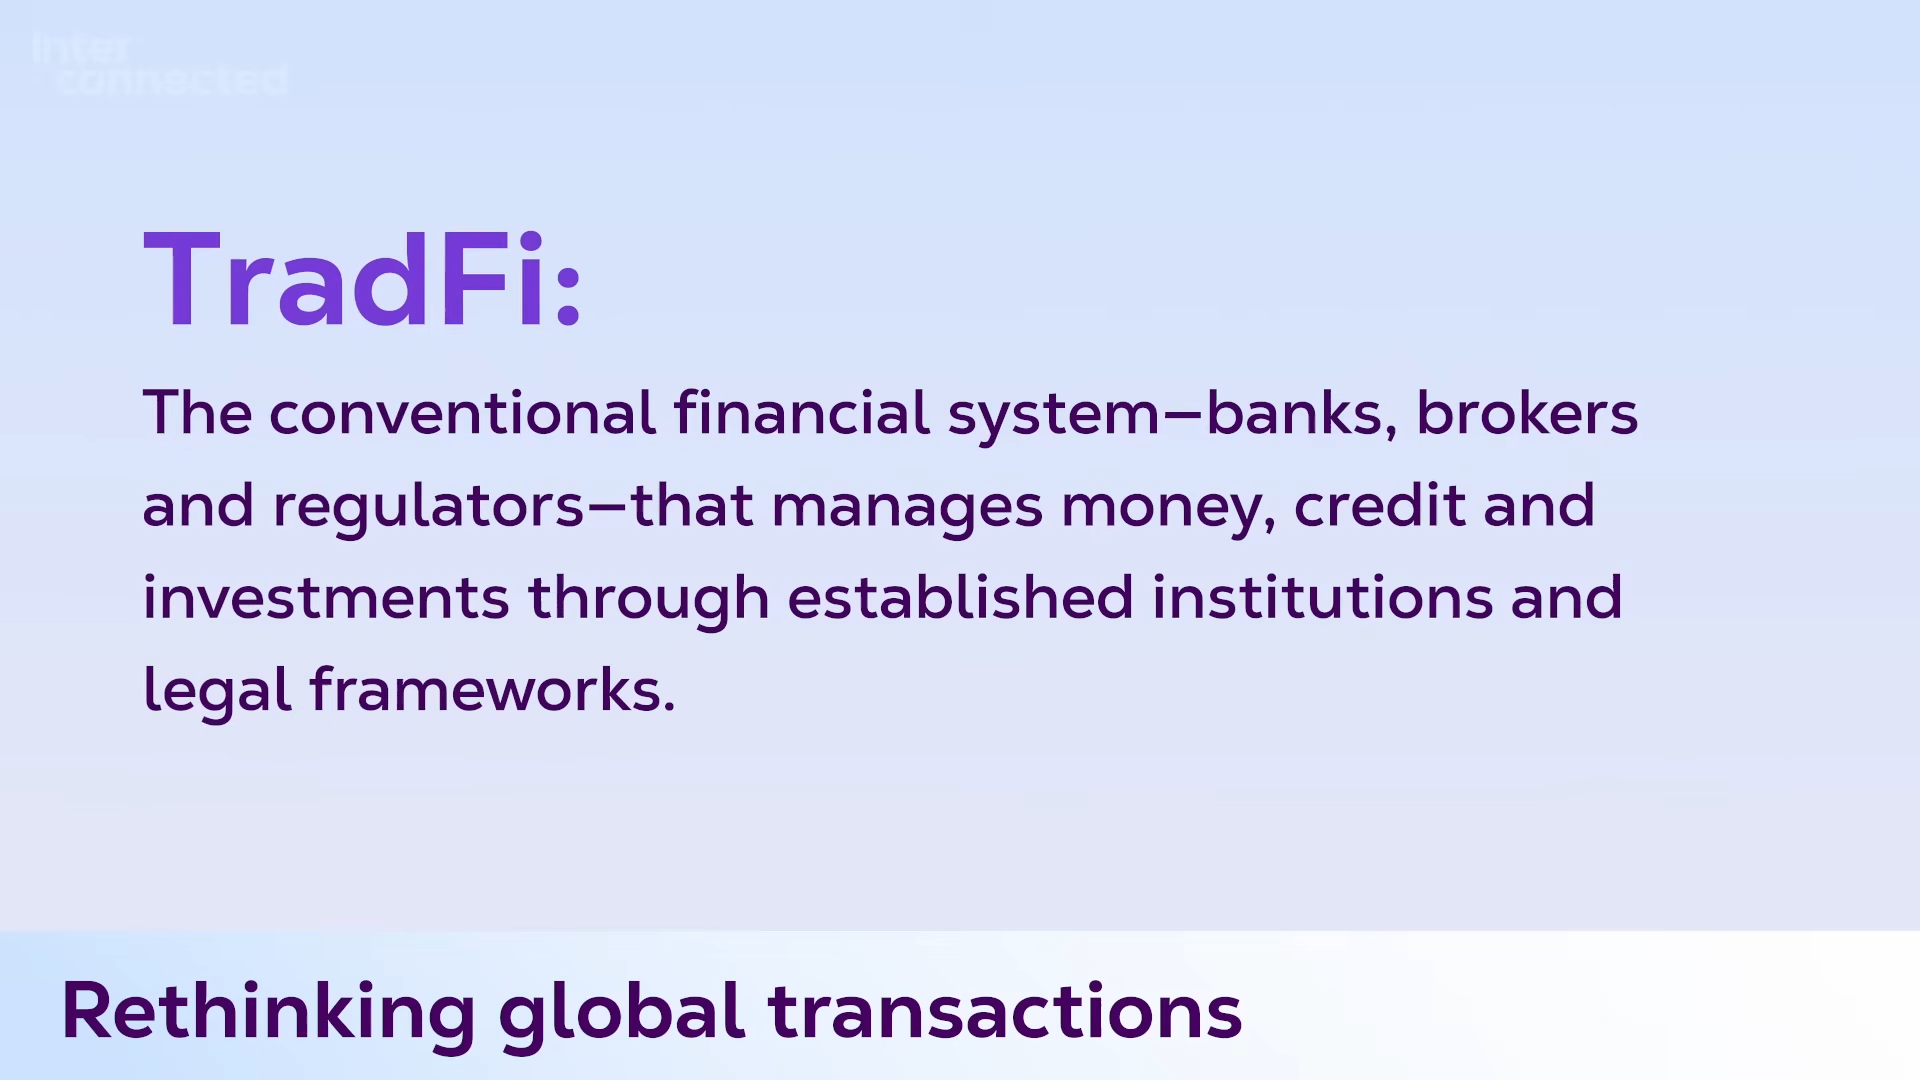 Inter
connected
TradFi:
The conventional financial system—banks, brokers
and regulators—that manages money, credit and
investments through established institutions and
legal frameworks.
Rethinking global transactions